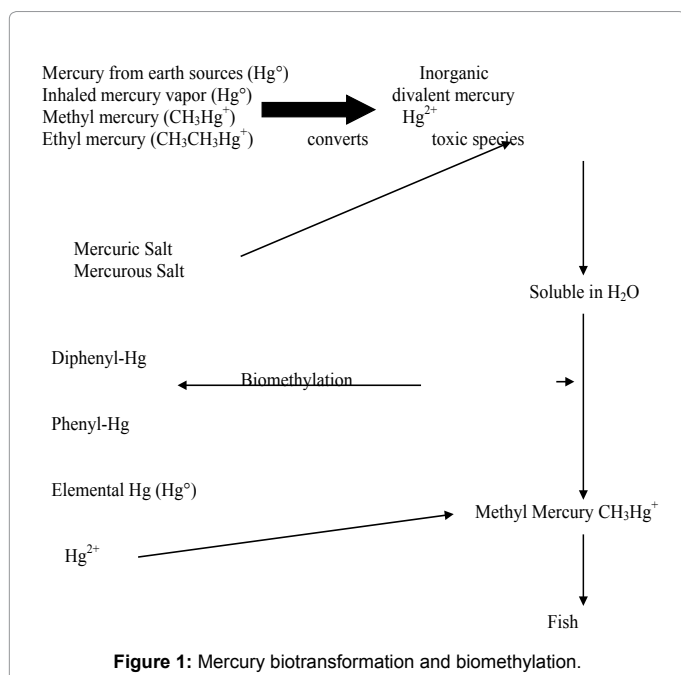 Mercury from earth sources (Hg°)
Inhaled mercury vapor (Hg°)
Methyl mercury (CH₃Hg⁺)
Ethyl mercury (CH₃CH₃Hg⁺)
converts
Inorganic
divalent mercury
Hg²⁺
toxic species
Mercuric Salt
Mercurous Salt
Soluble in H₂O
Diphenyl-Hg
Biomethylation
Phenyl-Hg
Elemental Hg (Hg°)
Methyl Mercury CH₃Hg⁺
Hg²⁺
Fish
Figure 1: Mercury biotransformation and biomethylation.